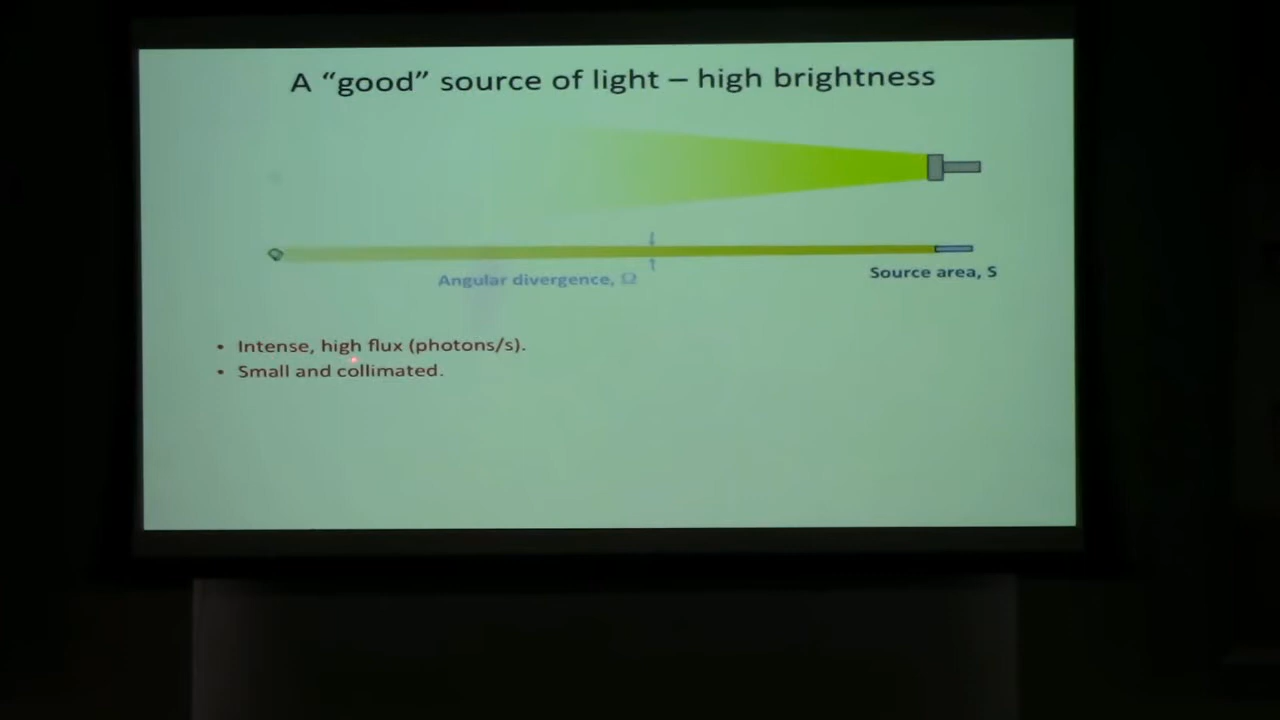 A “good” source of light – high brightness
Angular divergence, Ω
Source area, S
• Intense, high flux (photons/s).
• Small and collimated.